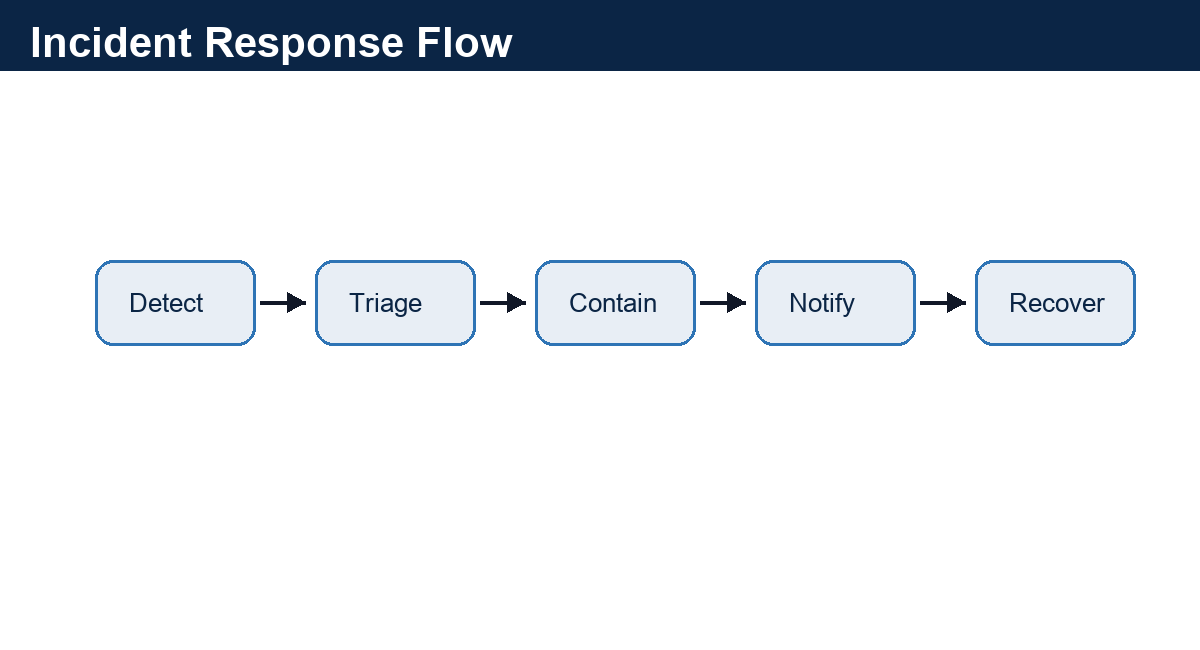 Incident Response Flow
Detect
Triage
Contain
Notify
Recover